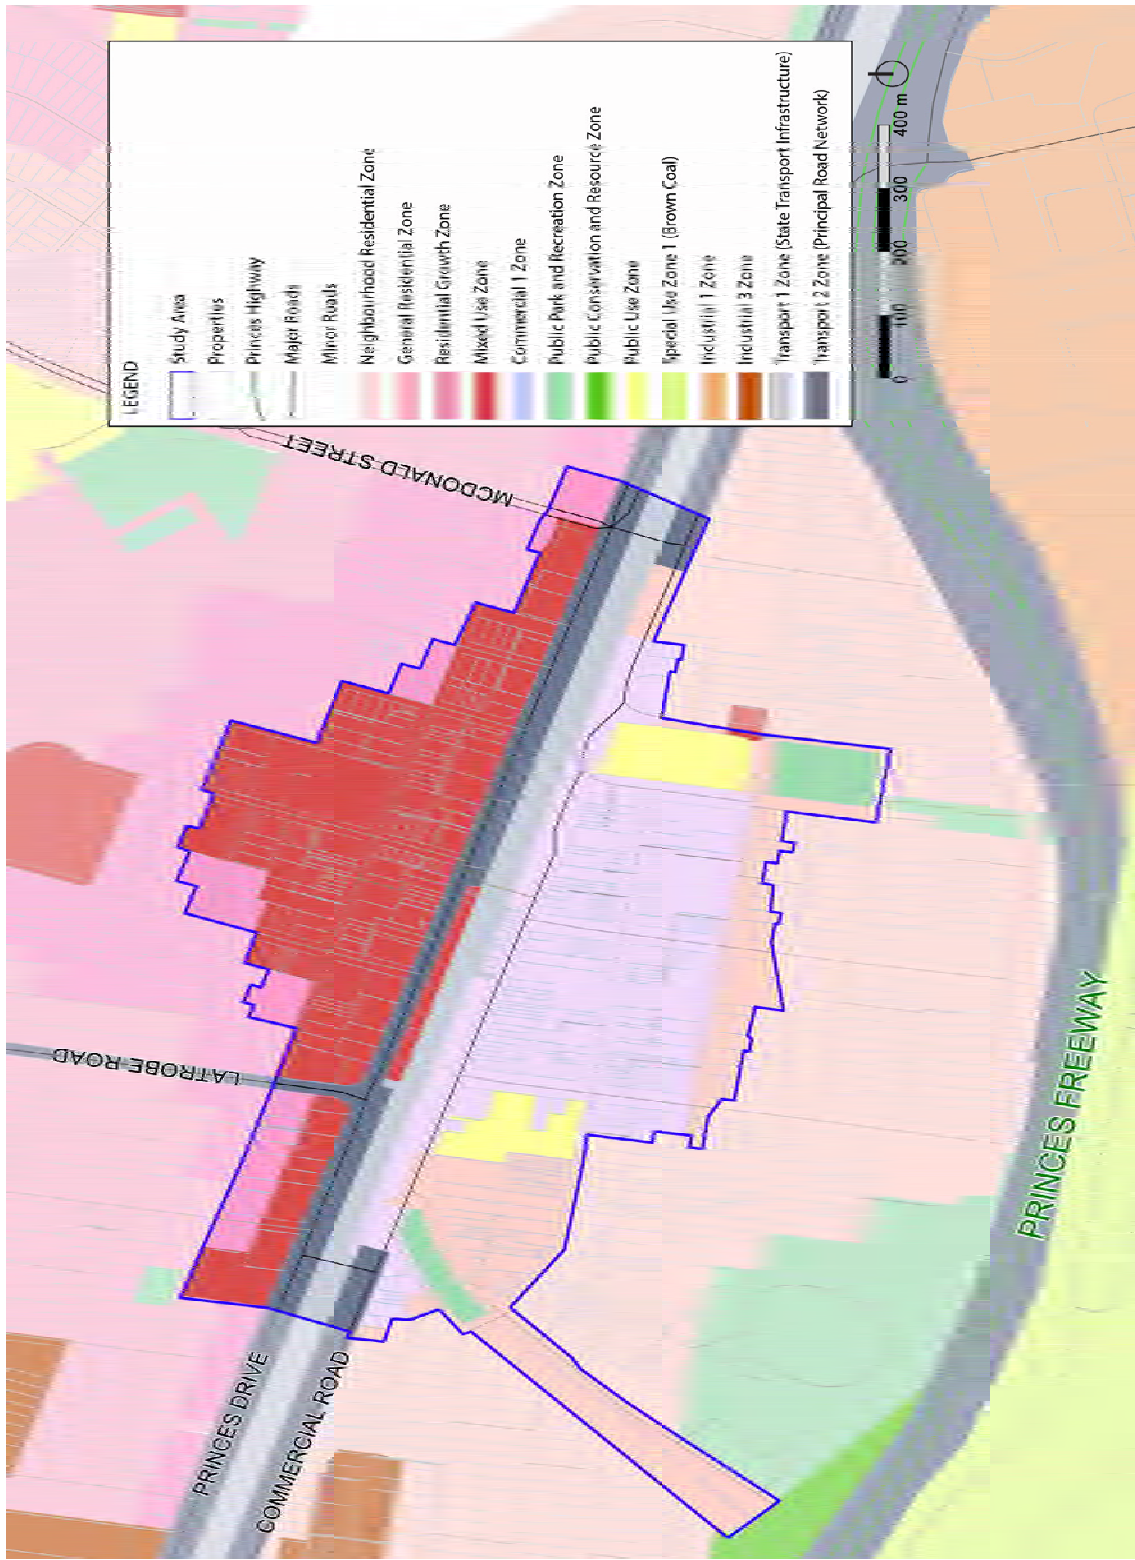 LEGEND
Study Area
Properties
Princes Highway
Major Roads
Minor Roads
Neighbourhood Residential Zone
General Residential Zone
Residential Growth Zone
Mixed Use Zone
Commercial 1 Zone
Public Park and Recreation Zone
Public Conservation and Resource Zone
Public Use Zone
Special Use Zone 1 (Brown Coal)
Industrial 1 Zone
Industrial 3 Zone
Transport 1 Zone (State Transport Infrastructure)
Transport 2 Zone (Principal Road Network)
0 100 200 300 400 m
MCDONALD STREET
LATROBE ROAD
PRINCES DRIVE
COMMERCIAL ROAD
PRINCES FREEWAY